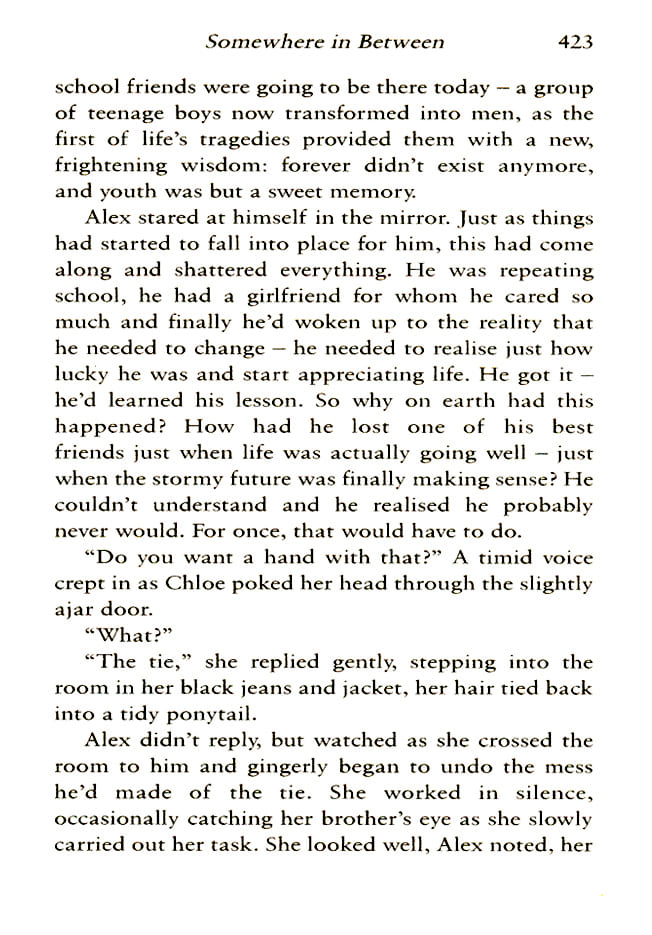 Somewhere in Between 423
school friends were going to be there today – a group
of teenage boys now transformed into men, as the
first of life’s tragedies provided them with a new,
frightening wisdom: forever didn’t exist anymore,
and youth was but a sweet memory.
Alex stared at himself in the mirror. Just as things
had started to fall into place for him, this had come
along and shattered everything. He was repeating
school, he had a girlfriend for whom he cared so
much and finally he’d woken up to the reality that
he needed to change – he needed to realise just how
lucky he was and start appreciating life. He got it –
he’d learned his lesson. So why on earth had this
happened? How had he lost one of his best
friends just when life was actually going well – just
when the stormy future was finally making sense? He
couldn’t understand and he realised he probably
never would. For once, that would have to do.
“Do you want a hand with that?” A timid voice
crept in as Chloe poked her head through the slightly
ajar door.
“What?”
“The tie,” she replied gently, stepping into the
room in her black jeans and jacket, her hair tied back
into a tidy ponytail.
Alex didn’t reply, but watched as she crossed the
room to him and gingerly began to undo the mess
he’d made of the tie. She worked in silence,
occasionally catching her brother’s eye as she slowly
carried out her task. She looked well, Alex noted, her